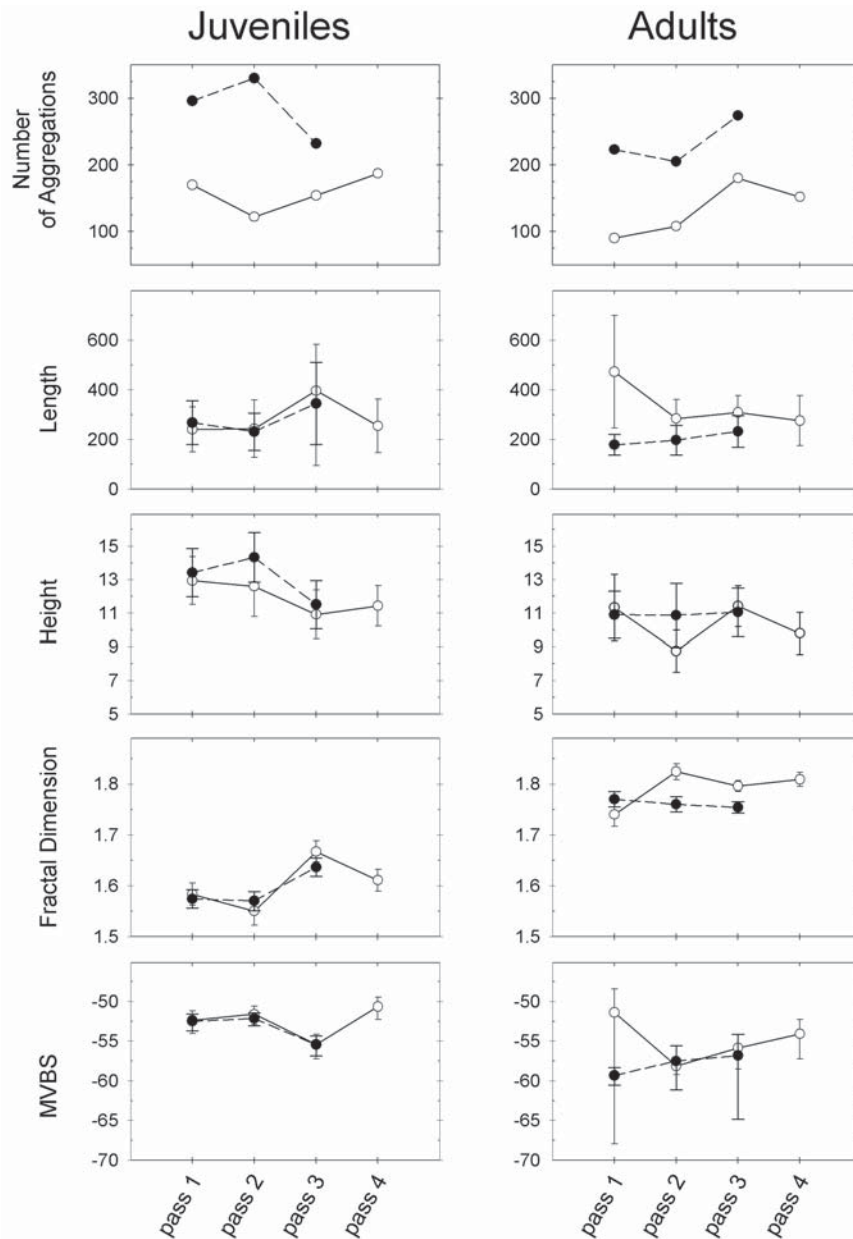 Juveniles
Adults
Number
of Aggregations
300
200
100
300
200
100
Length
600
400
200
0
600
400
200
0
Height
15
13
11
9
7
5
15
13
11
9
7
5
Fractal Dimension
1.8
1.7
1.6
1.5
1.8
1.7
1.6
1.5
MVBS
-50
-55
-60
-65
-70
-50
-55
-60
-65
-70
pass 1
pass 2
pass 3
pass 4
pass 1
pass 2
pass 3
pass 4